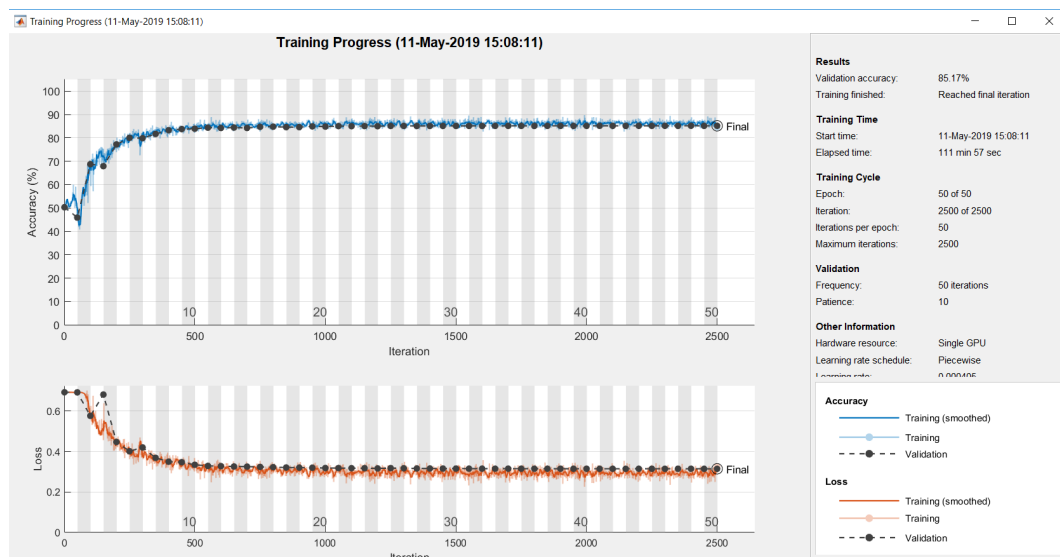 Training Progress (11-May-2019 15:08:11)
Training Progress (11-May-2019 15:08:11)
100
90
80
70
60
50
40
30
20
10
0
Accuracy (%)
Final
10 20 30 40 50
0 500 1000 1500 2000 2500
Iteration
0.6
0.4
0.2
0
Loss
Final
10 20 30 40 50
0 500 1000 1500 2000 2500
Iteration
Results
Validation accuracy: 85.17%
Training finished: Reached final iteration
Training Time
Start time: 11-May-2019 15:08:11
Elapsed time: 111 min 57 sec
Training Cycle
Epoch: 50 of 50
Iteration: 2500 of 2500
Iterations per epoch: 50
Maximum iterations: 2500
Validation
Frequency: 50 iterations
Patience: 10
Other Information
Hardware resource: Single GPU
Learning rate schedule: Piecewise
Learning rate: 0.000405
Accuracy
Training (smoothed)
Training
Validation
Loss
Training (smoothed)
Training
Validation